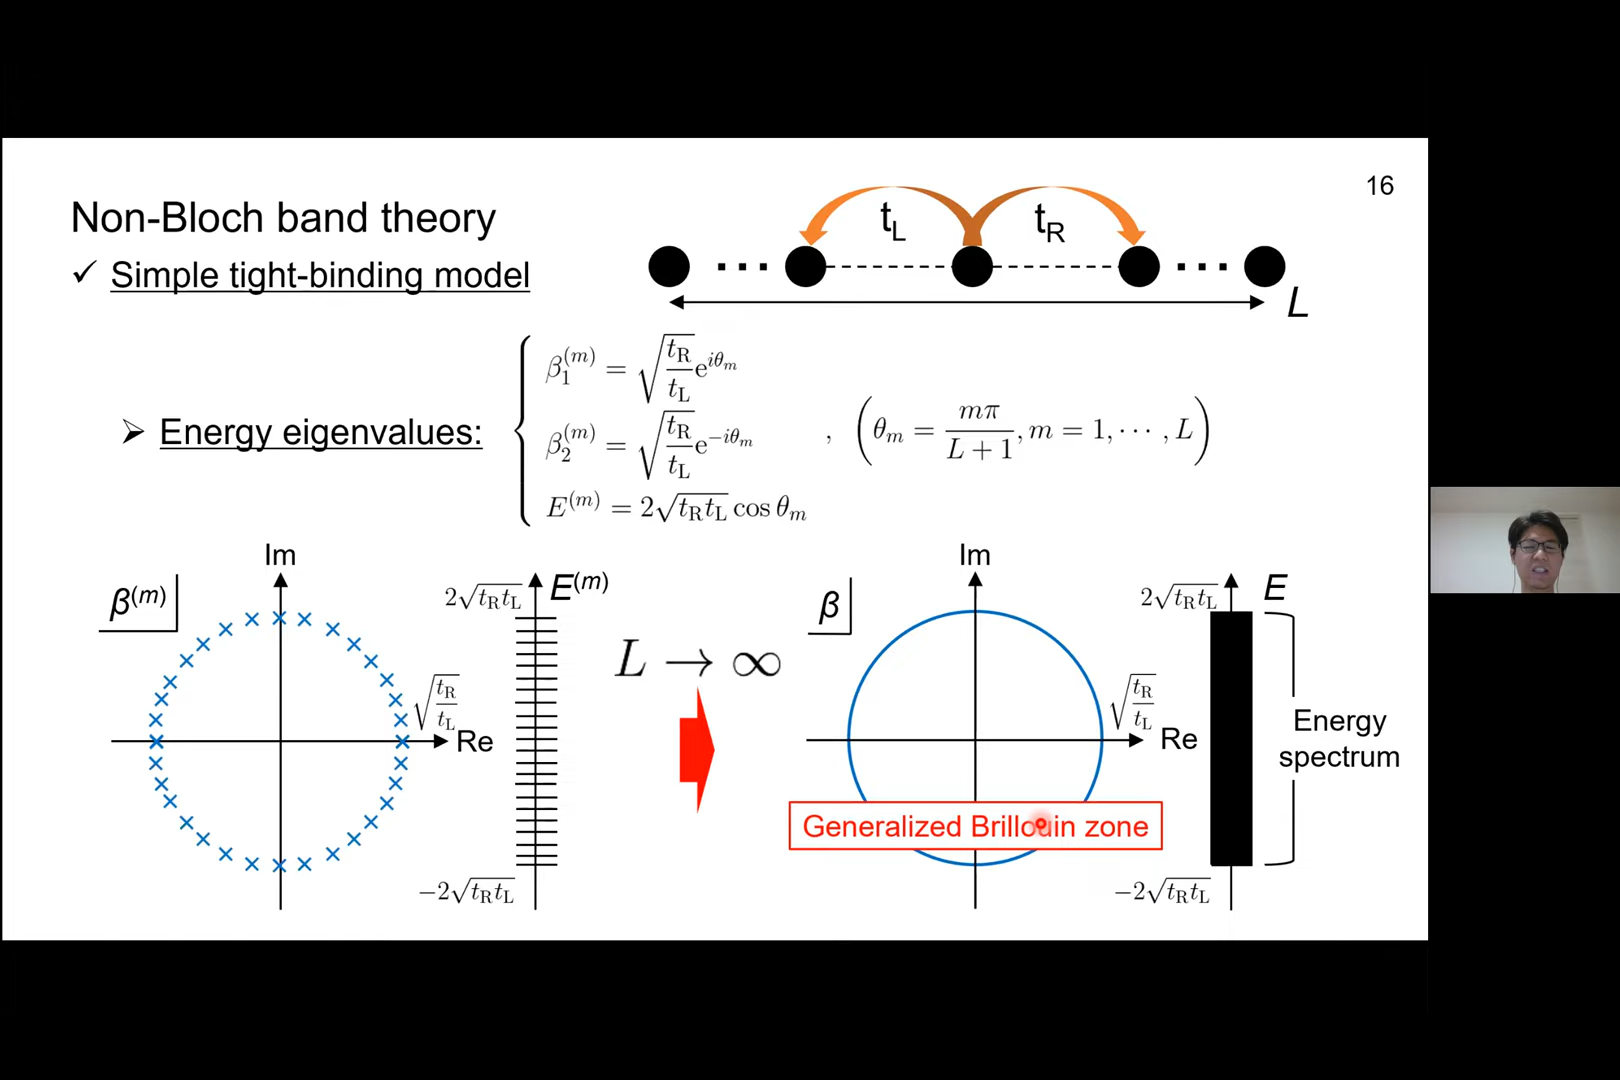 16
Non-Bloch band theory
✓ Simple tight-binding model
t_L t_R
··· ···
L
➢ Energy eigenvalues:
β₁^(m) = √(t_R/t_L) e^{iθ_m}
β₂^(m) = √(t_R/t_L) e^{-iθ_m}
E^(m) = 2√(t_R t_L) cos θ_m
, (θ_m = mπ/(L+1), m = 1, ··· , L)
Im
β^(m)
√(t_R/t_L)
Re
2√(t_R t_L)
E^(m)
−2√(t_R t_L)
L → ∞
Im
β
√(t_R/t_L)
Re
Generalized Brillouin zone
2√(t_R t_L)
E
−2√(t_R t_L)
Energy
spectrum